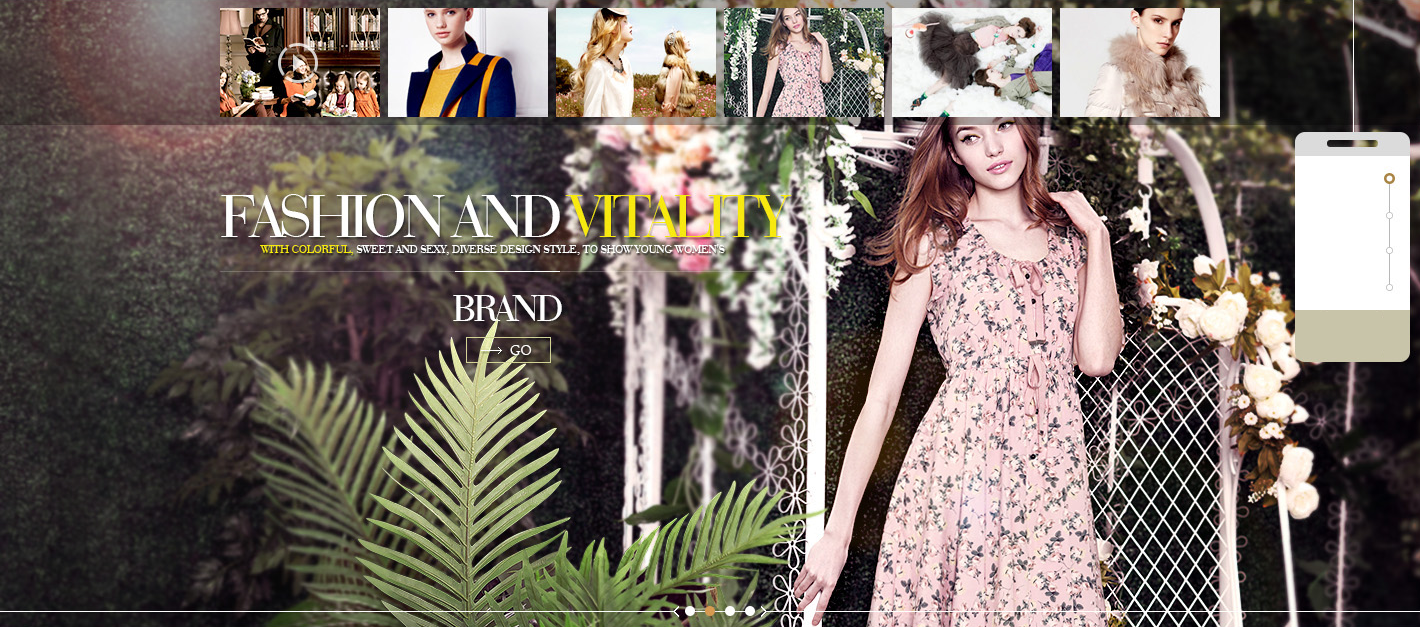 FASHION AND VITALITY
WITH COLORFUL, SWEET AND SEXY, DIVERSE DESIGN STYLE, TO SHOW YOUNG WOMEN'S
BRAND
GO